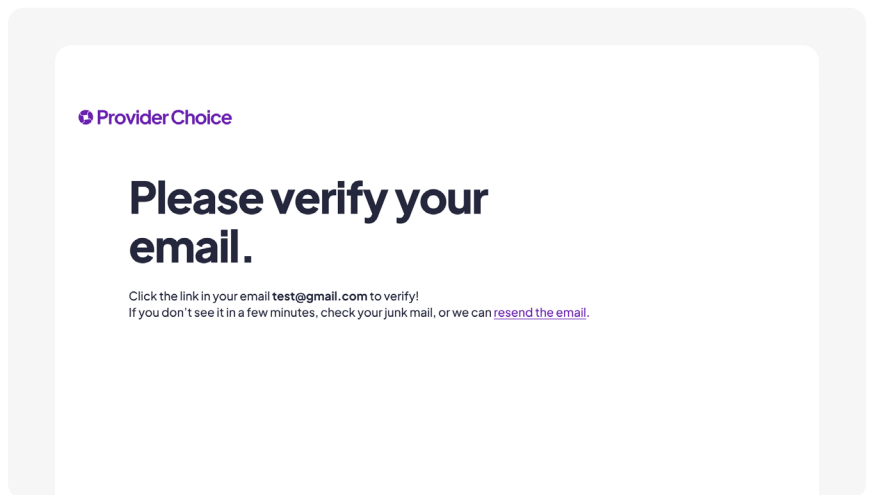 Provider Choice
Please verify your
email.
Click the link in your email test@gmail.com to verify!
If you don’t see it in a few minutes, check your junk mail, or we can resend the email.